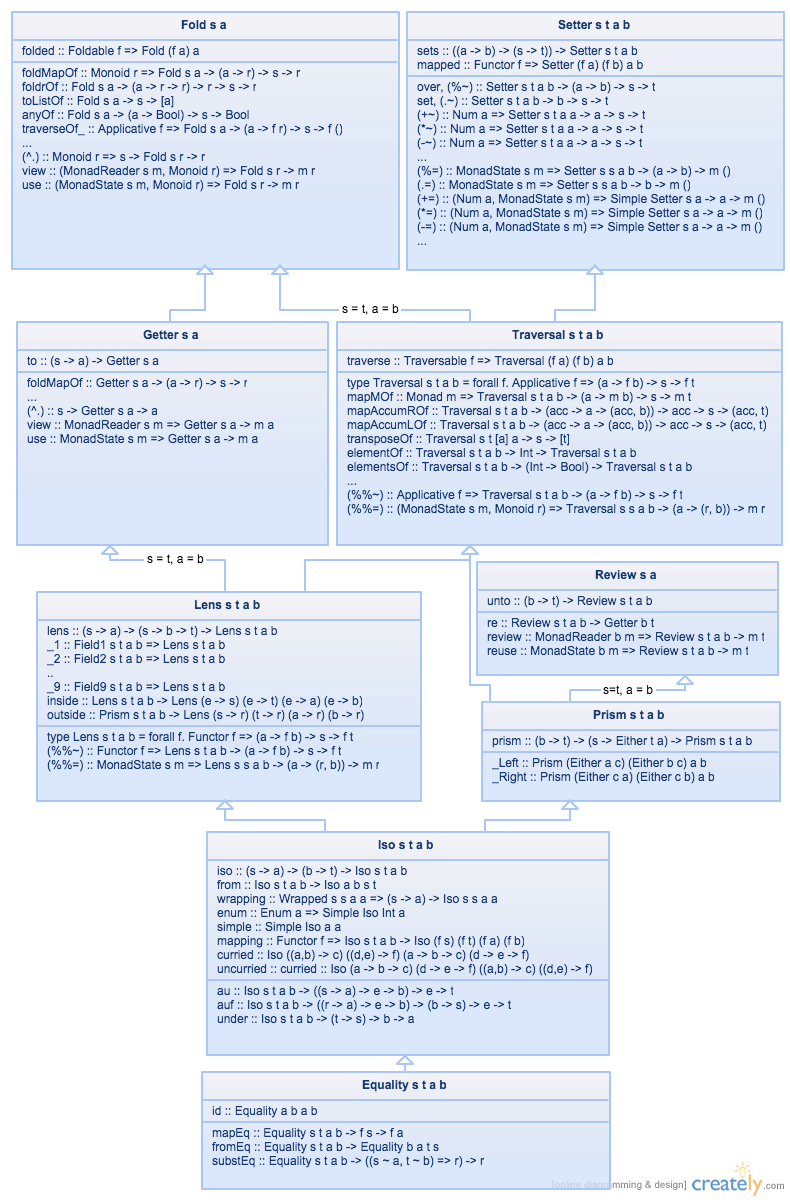 Fold s a
folded :: Foldable f => Fold (f a) a
foldMapOf :: Monoid r => Fold s a -> (a -> r) -> s -> r
foldrOf :: Fold s a -> (a -> r -> r) -> r -> s -> r
toListOf :: Fold s a -> s -> [a]
anyOf :: Fold s a -> (a -> Bool) -> s -> Bool
traverseOf_ :: Applicative f => Fold s a -> (a -> f r) -> s -> f ()
...
(^.) :: Monoid r => s -> Fold s r -> r
view :: (MonadReader s m, Monoid r) => Fold s r -> m r
use :: (MonadState s m, Monoid r) => Fold s r -> m r
Setter s t a b
sets :: ((a -> b) -> (s -> t)) -> Setter s t a b
mapped :: Functor f => Setter (f a) (f b) a b
over, (%~) :: Setter s t a b -> (a -> b) -> s -> t
set, (.~) :: Setter s t a b -> b -> s -> t
(+~) :: Num a => Setter s t a a -> a -> s -> t
(*~) :: Num a => Setter s t a a -> a -> s -> t
(-~) :: Num a => Setter s t a a -> a -> s -> t
...
(%=) :: MonadState s m => Setter s s a b -> (a -> b) -> m ()
(.=) :: MonadState s m => Setter s s a b -> b -> m ()
(+=) :: (Num a, MonadState s m) => Simple Setter s a -> a -> m ()
(*=) :: (Num a, MonadState s m) => Simple Setter s a -> a -> m ()
(-=) :: (Num a, MonadState s m) => Simple Setter s a -> a -> m ()
...
s = t, a = b
Getter s a
to :: (s -> a) -> Getter s a
foldMapOf :: Getter s a -> (a -> r) -> s -> r
...
(^.) :: s -> Getter s a -> a
view :: MonadReader s m => Getter s a -> m a
use :: MonadState s m => Getter s a -> m a
Traversal s t a b
traverse :: Traversable f => Traversal (f a) (f b) a b
type Traversal s t a b = forall f. Applicative f => (a -> f b) -> s -> f t
mapMOf :: Monad m => Traversal s t a b -> (a -> m b) -> s -> m t
mapAccumROf :: Traversal s t a b -> (acc -> a -> (acc, b)) -> acc -> s -> (acc, t)
mapAccumLOf :: Traversal s t a b -> (acc -> a -> (acc, b)) -> acc -> s -> (acc, t)
transposeOf :: Traversal s t [a] a -> s -> [t]
elementOf :: Traversal s t a b -> Int -> Traversal s t a b
elementsOf :: Traversal s t a b -> (Int -> Bool) -> Traversal s t a b
...
(%%~) :: Applicative f => Traversal s t a b -> (a -> f b) -> s -> f t
(%%=) :: (MonadState s m, Monoid r) => Traversal s s a b -> (a -> (r, b)) -> m r
s = t, a = b
Review s a
unto :: (b -> t) -> Review s t a b
re :: Review s t a b -> Getter b t
review :: MonadReader b m => Review s t a b -> m t
reuse :: MonadState b m => Review s t a b -> m t
Lens s t a b
lens :: (s -> a) -> (s -> b -> t) -> Lens s t a b
_1 :: Field1 s t a b => Lens s t a b
_2 :: Field2 s t a b => Lens s t a b
..
_9 :: Field9 s t a b => Lens s t a b
inside :: Lens s t a b -> Lens (e -> s) (e -> t) (e -> a) (e -> b)
outside :: Prism s t a b -> Lens (s -> r) (t -> r) (a -> r) (b -> r)
type Lens s t a b = forall f. Functor f => (a -> f b) -> s -> f t
(%%~) :: Functor f => Lens s t a b -> (a -> f b) -> s -> f t
(%%=) :: MonadState s m => Lens s s a b -> (a -> (r, b)) -> m r
s=t, a = b
Prism s t a b
prism :: (b -> t) -> (s -> Either t a) -> Prism s t a b
_Left :: Prism (Either a c) (Either b c) a b
_Right :: Prism (Either c a) (Either c b) a b
Iso s t a b
iso :: (s -> a) -> (b -> t) -> Iso s t a b
from :: Iso s t a b -> Iso a b s t
wrapping :: Wrapped s s a a => (s -> a) -> Iso s s a a
enum :: Enum a => Simple Iso Int a
simple :: Simple Iso a a
mapping :: Functor f => Iso s t a b -> Iso (f s) (f t) (f a) (f b)
curried :: Iso ((a,b) -> c) ((d,e) -> f) (a -> b -> c) (d -> e -> f)
uncurried :: curried :: Iso (a -> b -> c) (d -> e -> f) ((a,b) -> c) ((d,e) -> f)
au :: Iso s t a b -> ((s -> a) -> e -> b) -> e -> t
auf :: Iso s t a b -> ((r -> a) -> e -> b) -> (b -> s) -> e -> t
under :: Iso s t a b -> (t -> s) -> b -> a
Equality s t a b
id :: Equality a b a b
mapEq :: Equality s t a b -> f s -> f a
fromEq :: Equality s t a b -> Equality b a t s
substEq :: Equality s t a b -> ((s ~ a, t ~ b) => r) -> r
[online diagramming & design] creately.com